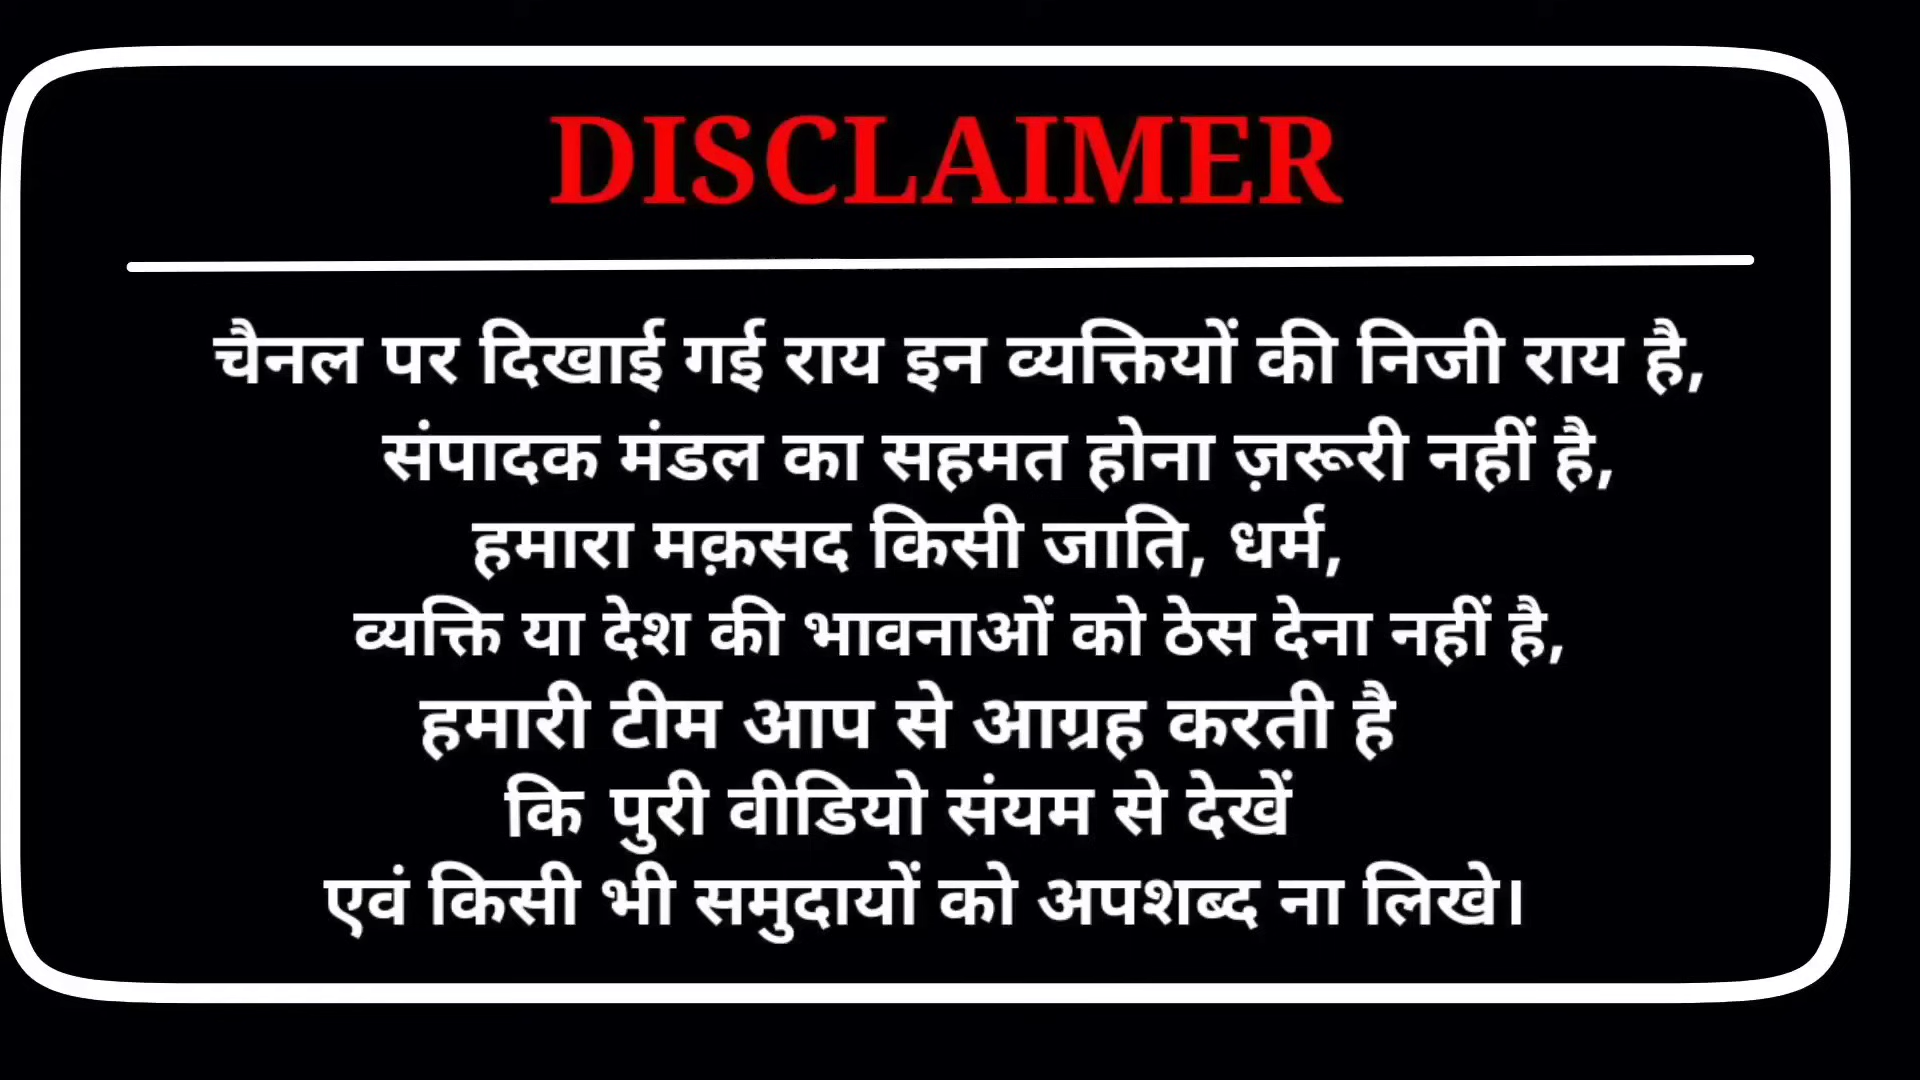 DISCLAIMER
चैनल पर दिखाई गई राय इन व्यक्तियों की निजी राय है,
संपादक मंडल का सहमत होना ज़रूरी नहीं है,
हमारा मक़सद किसी जाति, धर्म,
व्यक्ति या देश की भावनाओं को ठेस देना नहीं है,
हमारी टीम आप से आग्रह करती है
कि पुरी वीडियो संयम से देखें
एवं किसी भी समुदायों को अपशब्द ना लिखे।